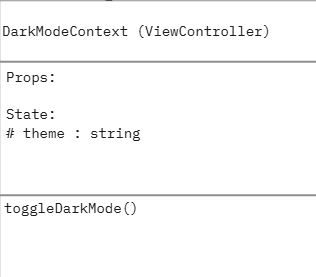 DarkModeContext (ViewController)
Props:
State:
# theme : string
toggleDarkMode()